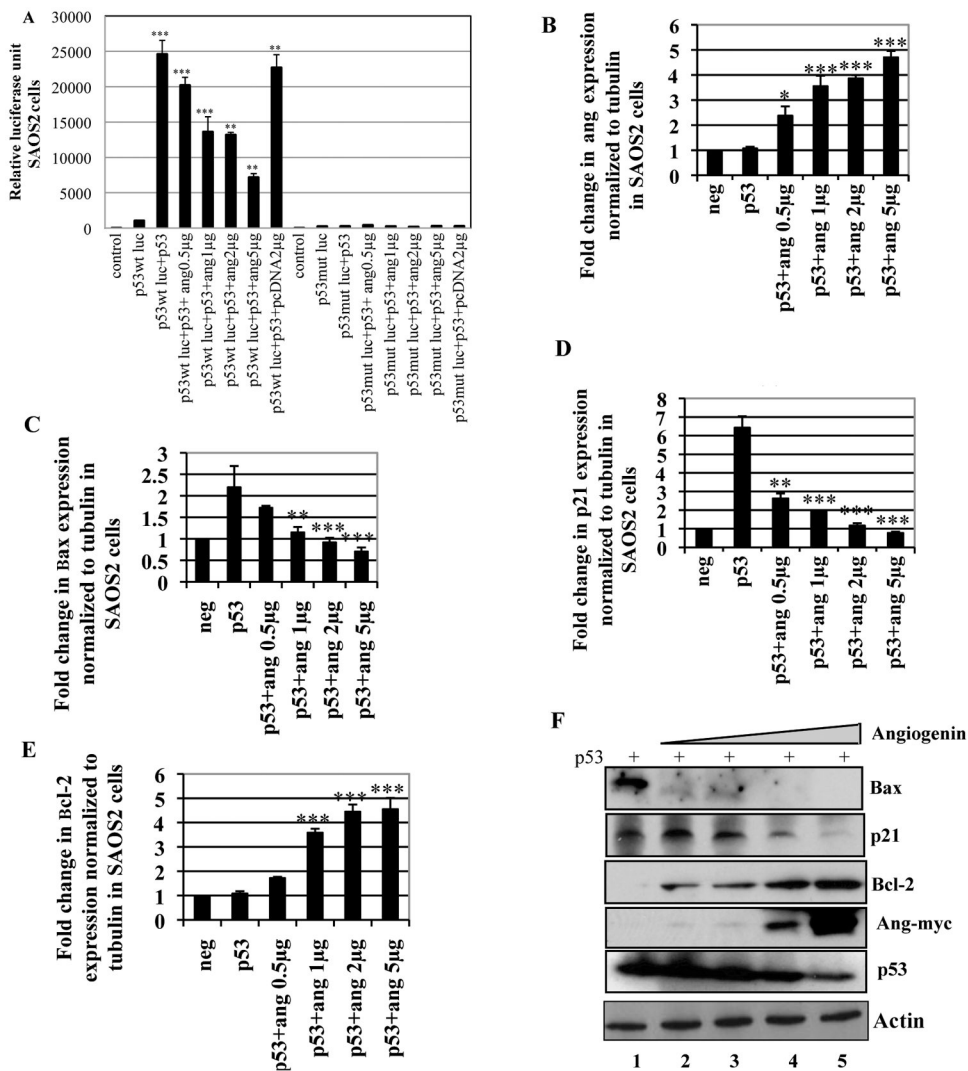 A
Relative luciferase unit
SAOS2 cells
30000
25000
20000
15000
10000
5000
0
***
***
***
**
**
**
control
p53wt luc
p53wt luc+p53
p53wt luc+p53+ ang0.5µg
p53wt luc+p53+ang1µg
p53wt luc+p53+ang2µg
p53wt luc+p53+ang5µg
p53wt luc+p53+pcDNA2µg
control
p53mut luc
p53mut luc+p53
p53mut luc+p53+ ang0.5µg
p53mut luc+p53+ang1µg
p53mut luc+p53+ang2µg
p53mut luc+p53+ang5µg
p53mut luc+p53+pcDNA2µg
B
Fold change in ang expression
normalized to tubulin
in SAOS2 cells
6
5
4
3
2
1
0
*
***
***
***
neg
p53
p53+ang 0.5µg
p53+ang 1µg
p53+ang 2µg
p53+ang 5µg
C
Fold change in Bax expression
normalized to tubulin in
SAOS2 cells
3
2.5
2
1.5
1
0.5
0
**
***
***
neg
p53
p53+ang 0.5µg
p53+ang 1µg
p53+ang 2µg
p53+ang 5µg
D
Fold change in p21 expression
normalized to tubulin in
SAOS2 cells
8
7
6
5
4
3
2
1
0
**
***
***
***
neg
p53
p53+ang 0.5µg
p53+ang 1µg
p53+ang 2µg
p53+ang 5µg
E
Fold change in Bcl-2
expression normalized to
tubulin in SAOS2 cells
6
5
4
3
2
1
0
***
***
***
neg
p53
p53+ang 0.5µg
p53+ang 1µg
p53+ang 2µg
p53+ang 5µg
F
Angiogenin
p53 + + + + +
Bax
p21
Bcl-2
Ang-myc
p53
Actin
1 2 3 4 5